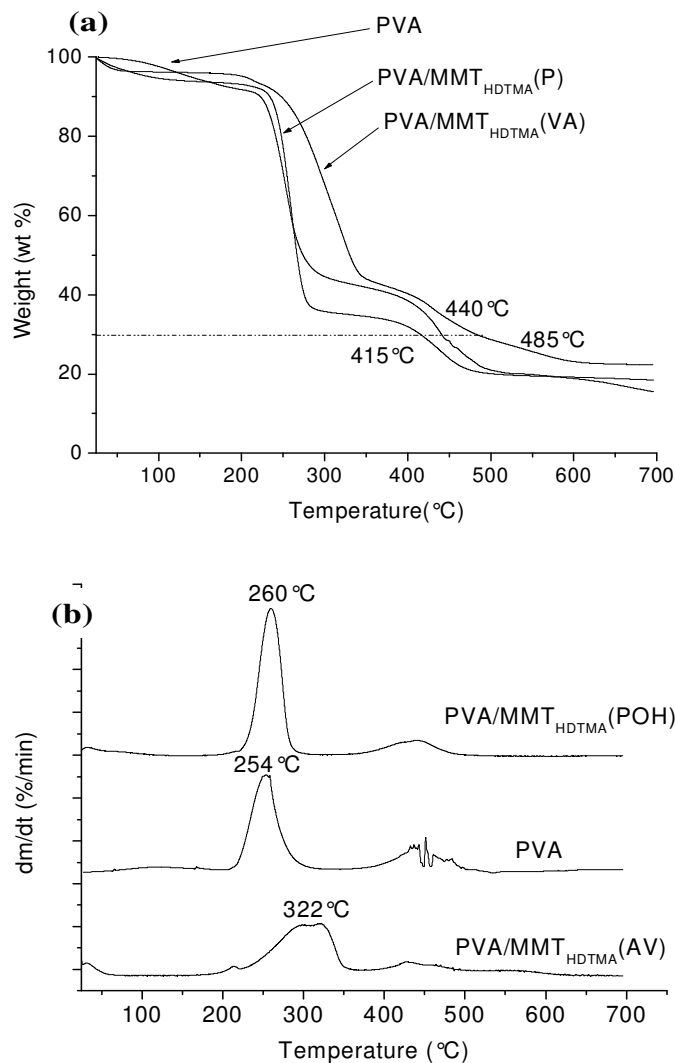 (a)
PVA
PVA/MMT_HDTMA(P)
PVA/MMT_HDTMA(VA)
100
80
60
40
20
0
440°C
485°C
415°C
Weight (wt %)
100 200 300 400 500 600 700
Temperature(°C)
(b)
260°C
PVA/MMT_HDTMA(POH)
254°C
PVA
322°C
PVA/MMT_HDTMA(AV)
dm/dt (%/min)
100 200 300 400 500 600 700
Temperature (°C)